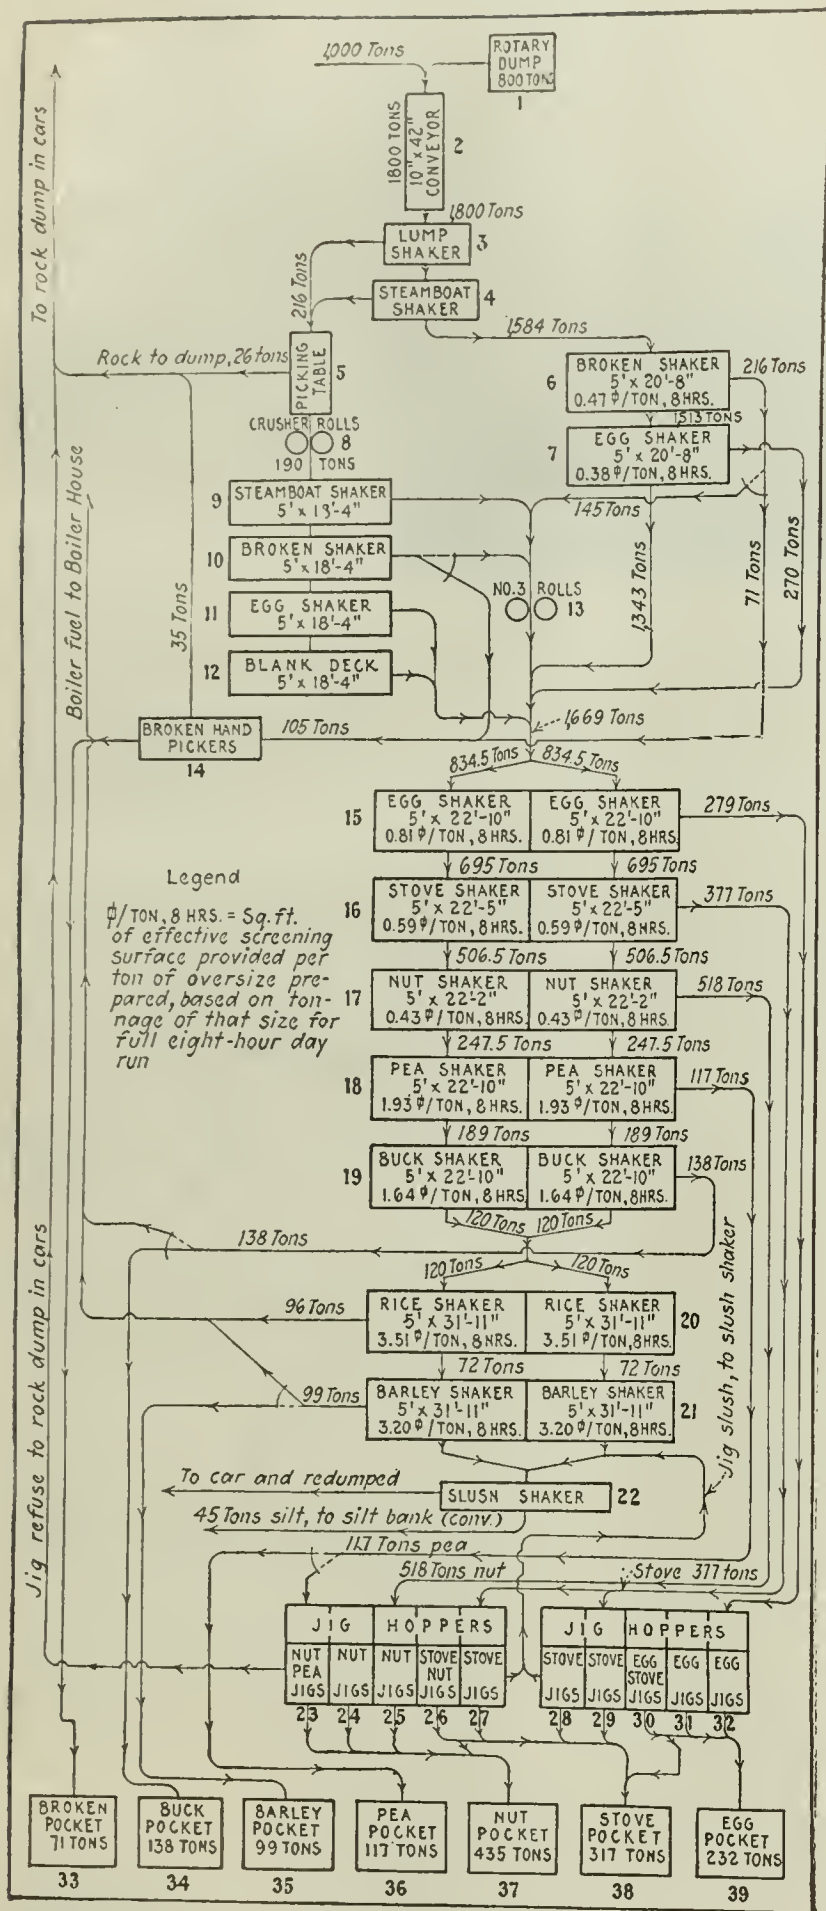 1,000 Tons
ROTARY
DUMP
800 TONS
1
1800 TONS
10" x 42"
CONVEYOR
2
1,800 Tons
LUMP
SHAKER
3
216 Tons
STEAMBOAT
SHAKER
4
1,584 Tons
To rock dump in cars
Rock to dump, 26 tons
PICKING
TABLE
5
BROKEN SHAKER
5' x 20'-8"
0.47 ⌀/TON, 8 HRS.
6
216 Tons
1,513 TONS
EGG SHAKER
5' x 20'-8"
0.38 ⌀/TON, 8 HRS.
7
CRUSHER ROLLS
8
190 TONS
STEAMBOAT SHAKER
5' x 13'-4"
9
145 Tons
BROKEN SHAKER
5' x 18'-4"
10
EGG SHAKER
5' x 18'-4"
11
BLANK DECK
5' x 18'-4"
12
NO.3 ROLLS
13
1,343 Tons
71 Tons
270 Tons
35 Tons
Boiler fuel to Boiler House
1,669 Tons
BROKEN HAND
PICKERS
14
105 Tons
834.5 Tons 834.5 Tons
15
EGG SHAKER EGG SHAKER
5' x 22'-10" 5' x 22'-10"
0.81 ⌀/TON, 8 HRS. 0.81 ⌀/TON, 8 HRS.
279 Tons
695 Tons 695 Tons
16
STOVE SHAKER STOVE SHAKER
5' x 22'-5" 5' x 22'-5"
0.59 ⌀/TON, 8 HRS. 0.59 ⌀/TON, 8 HRS.
377 Tons
506.5 Tons 506.5 Tons
17
NUT SHAKER NUT SHAKER
5' x 22'-2" 5' x 22'-2"
0.43 ⌀/TON, 8 HRS. 0.43 ⌀/TON, 8 HRS.
518 Tons
247.5 Tons 247.5 Tons
18
PEA SHAKER PEA SHAKER
5' x 22'-10" 5' x 22'-10"
1.93 ⌀/TON, 8 HRS. 1.93 ⌀/TON, 8 HRS.
117 Tons
189 Tons 189 Tons
19
BUCK SHAKER BUCK SHAKER
5' x 22'-10" 5' x 22'-10"
1.64 ⌀/TON, 8 HRS. 1.64 ⌀/TON, 8 HRS.
138 Tons
Legend
⌀/TON, 8 HRS. = Sq. ft.
of effective screening
surface provided per
ton of oversize pre-
pared, based on ton-
nage of that size for
full eight-hour day
run
120 Tons 120 Tons
138 Tons
120 Tons 120 Tons
96 Tons
RICE SHAKER RICE SHAKER
5' x 31'-11" 5' x 31'-11"
3.51 ⌀/TON, 8 HRS. 3.51 ⌀/TON, 8 HRS.
20
72 Tons 72 Tons
99 Tons
BARLEY SHAKER BARLEY SHAKER
5' x 31'-11" 5' x 31'-11"
3.20 ⌀/TON, 8 HRS. 3.20 ⌀/TON, 8 HRS.
21
Jig slush, to slush shaker
Jig refuse to rock dump in cars
To car and redumped
SLUSH SHAKER
22
45 Tons silt, to silt bank (conv.)
117 Tons pea
518 Tons nut
Stove 377 tons
JIG HOPPERS
NUT PEA JIGS
NUT JIGS
NUT JIGS
STOVE NUT JIGS
STOVE JIGS
23 24 25 26 27
JIG HOPPERS
STOVE JIGS
STOVE JIGS
EGG STOVE JIGS
EGG JIGS
EGG JIGS
28 29 30 31 32
BROKEN
POCKET
71 TONS
33
BUCK
POCKET
138 TONS
34
BARLEY
POCKET
99 TONS
35
PEA
POCKET
117 TONS
36
NUT
POCKET
435 TONS
37
STOVE
POCKET
317 TONS
38
EGG
POCKET
232 TONS
39